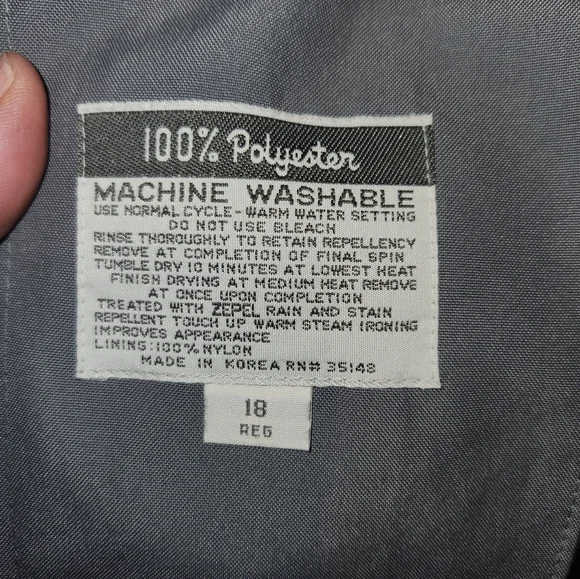 100% Polyester
MACHINE WASHABLE
USE NORMAL CYCLE-WARM WATER SETTING
DO NOT USE BLEACH
RINSE THOROUGHLY TO RETAIN REPELLENCY
REMOVE AT COMPLETION OF FINAL SPIN
TUMBLE DRY 10 MINUTES AT LOWEST HEAT
FINISH DRYING AT MEDIUM HEAT REMOVE
AT ONCE UPON COMPLETION
TREATED WITH ZEPEL RAIN AND STAIN
REPELLENT TOUCH UP WARM STEAM IRONING
IMPROVES APPEARANCE
LINING:100% NYLON
MADE IN KOREA RN# 35148
18
REG